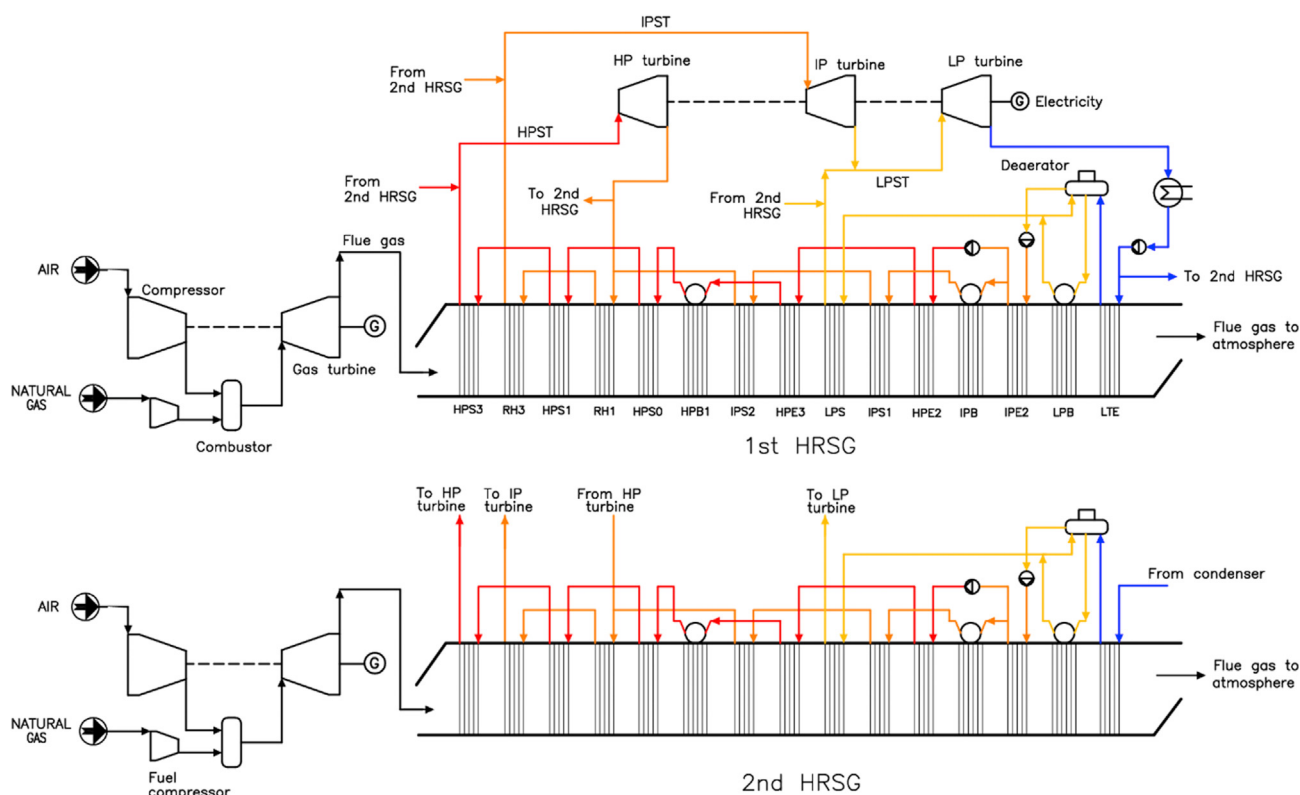 IPST
HP turbine
IP turbine
LP turbine
From
2nd HRSG
G
Electricity
HPST
Deaerator
From
2nd HRSG
To 2nd
HRSG
From 2nd
HRSG
LPST
Flue gas
AIR
Compressor
To 2nd HRSG
G
Flue gas to
atmosphere
Gas turbine
NATURAL
GAS
Combustor
HPS3
RH3
HPS1
RH1
HPS0
HPB1
IPS2
HPE3
LPS
IPS1
HPE2
IPB
IPE2
LPB
LTE
1st HRSG
To HP
turbine
To IP
turbine
From HP
turbine
To LP
turbine
From condenser
AIR
G
Flue gas to
atmosphere
NATURAL
GAS
Fuel
compressor
2nd HRSG